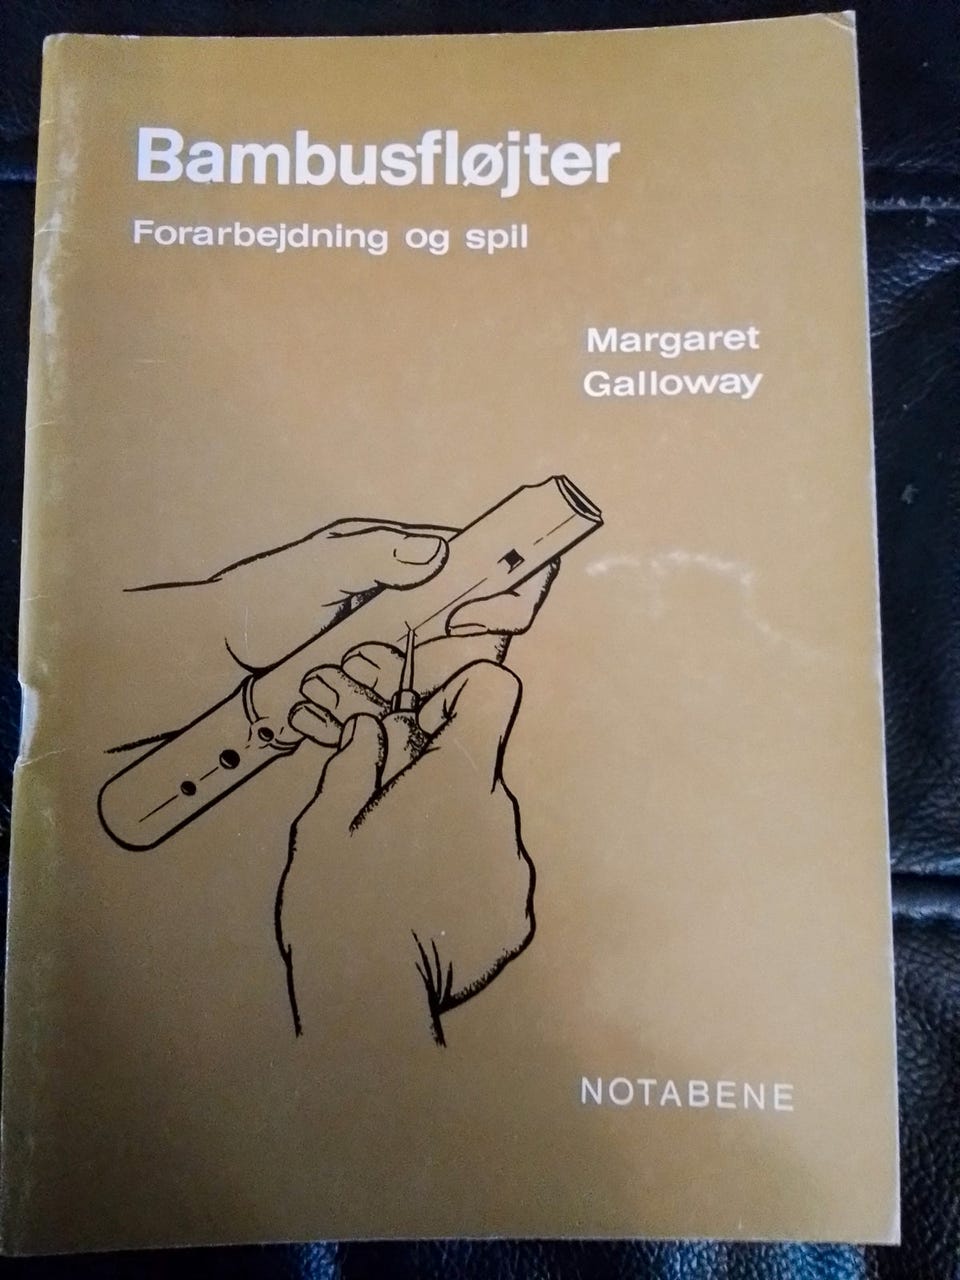 Bambusfløjter
Forarbejdning og spil
Margaret
Galloway
NOTABENE